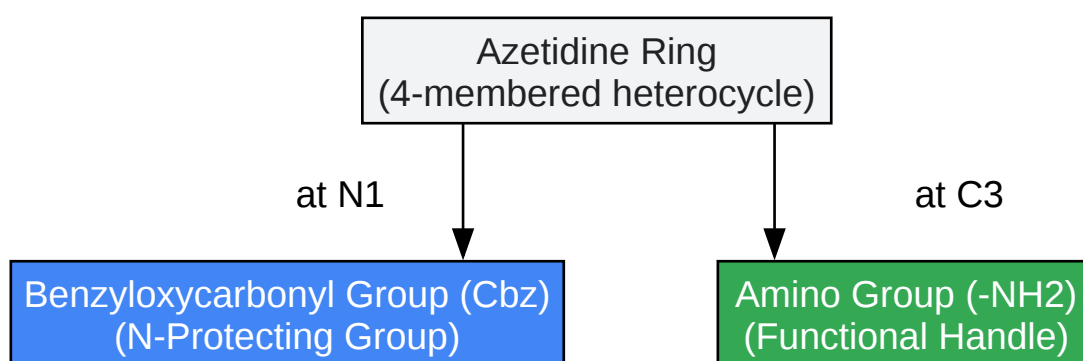 Azetidine Ring
(4-membered heterocycle)
at N1
at C3
Benzyloxycarbonyl Group (Cbz)
(N-Protecting Group)
Amino Group (-NH2)
(Functional Handle)